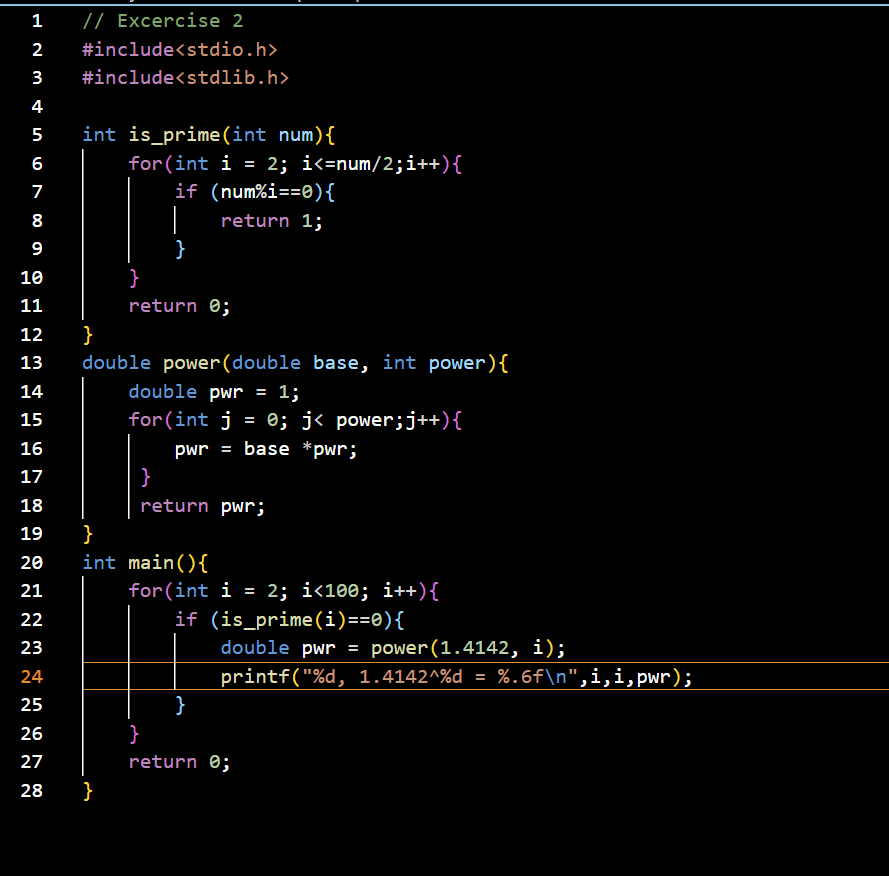 1 // Excercise 2
2 #include<stdio.h>
3 #include<stdlib.h>
4
5 int is_prime(int num){
6 for(int i = 2; i<=num/2;i++){
7 if (num%i==0){
8 return 1;
9 }
10 }
11 return 0;
12 }
13 double power(double base, int power){
14 double pwr = 1;
15 for(int j = 0; j< power;j++){
16 pwr = base *pwr;
17 }
18 return pwr;
19 }
20 int main(){
21 for(int i = 2; i<100; i++){
22 if (is_prime(i)==0){
23 double pwr = power(1.4142, i);
24 printf("%d, 1.4142^%d = %.6f\n",i,i,pwr);
25 }
26 }
27 return 0;
28 }